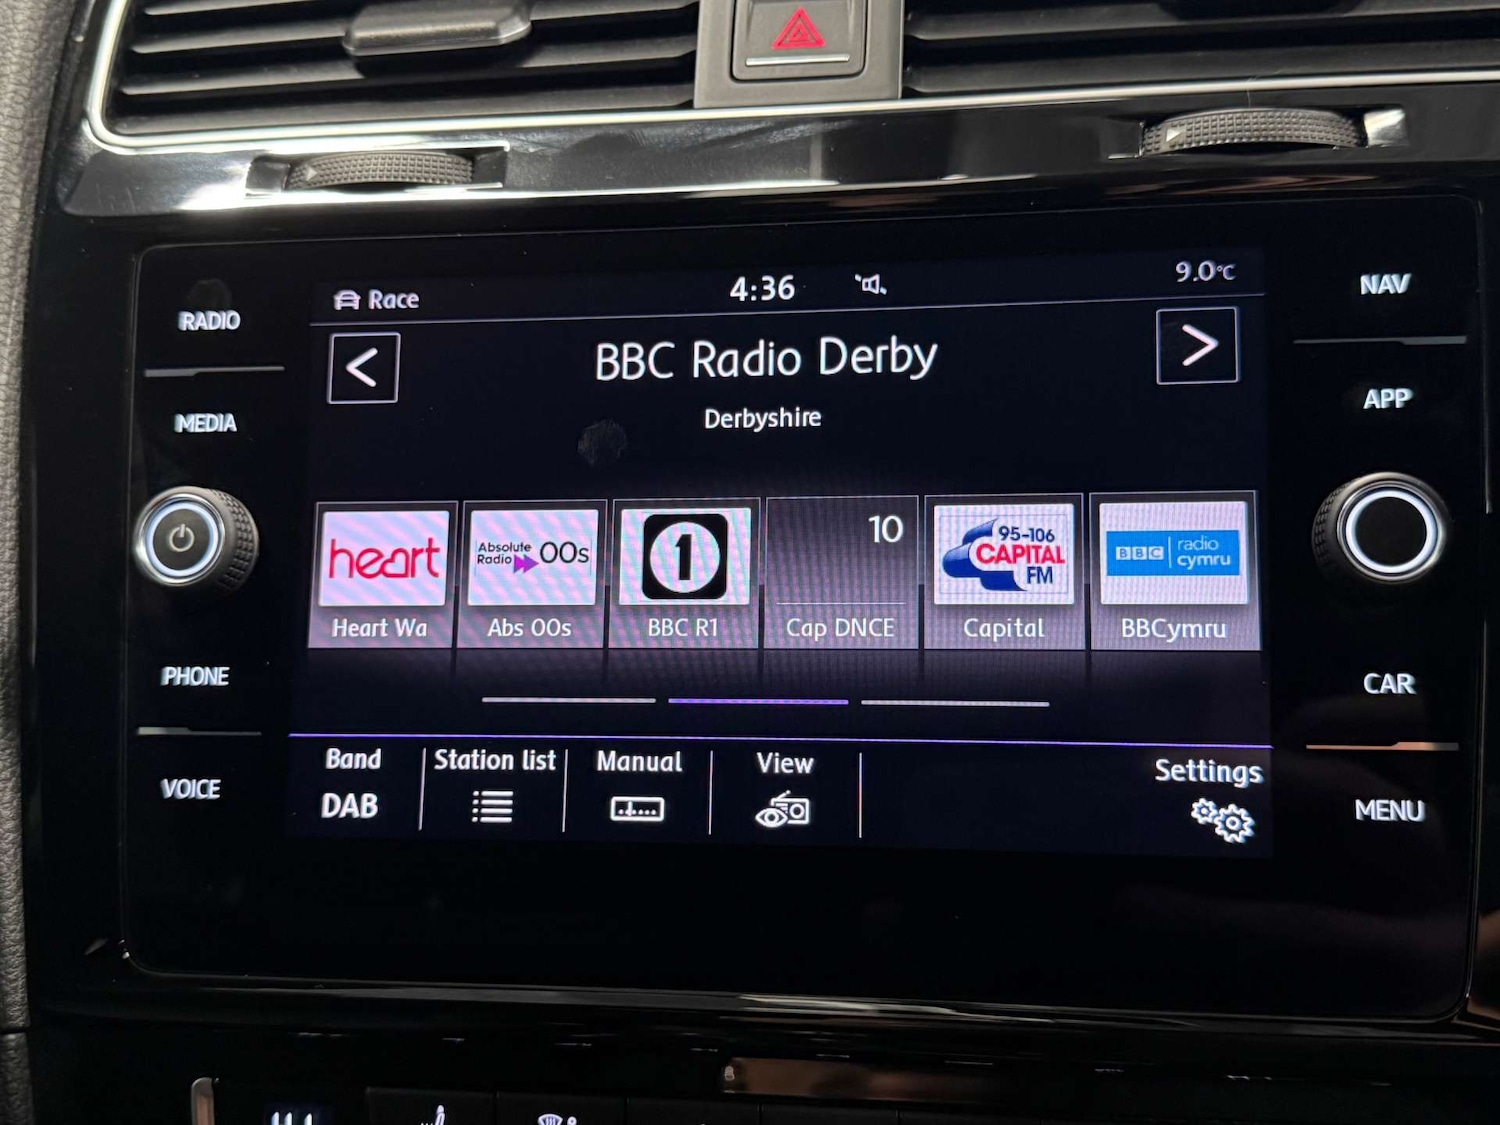 RADIO
MEDIA
PHONE
VOICE
Race
4:36
9.0°C
BBC Radio Derby
Derbyshire
heart
Heart Wa
Absolute
Radio 00s
Abs 00s
1
BBC R1
10
Cap DNCE
95-106
CAPITAL
FM
Capital
BBC radio
cymru
BBCymru
Band
DAB
Station list
Manual
View
Settings
NAV
APP
CAR
MENU